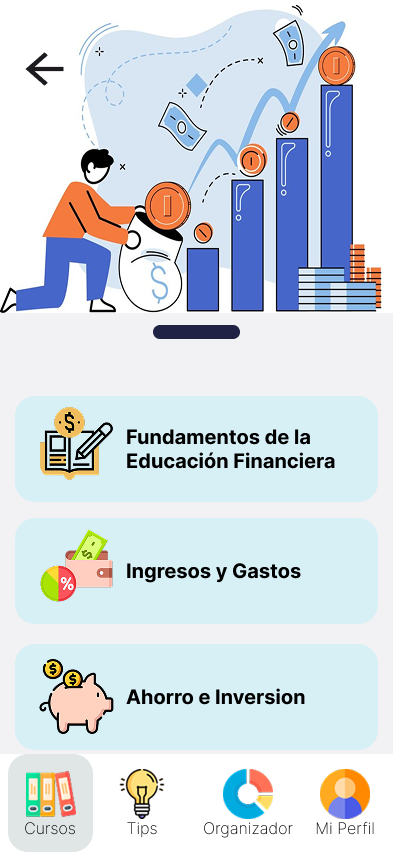 $
$
Fundamentos de la
Educación Financiera
$
%
Ingresos y Gastos
$
$
Ahorro e Inversion
Cursos
Tips
Organizador
Mi Perfil